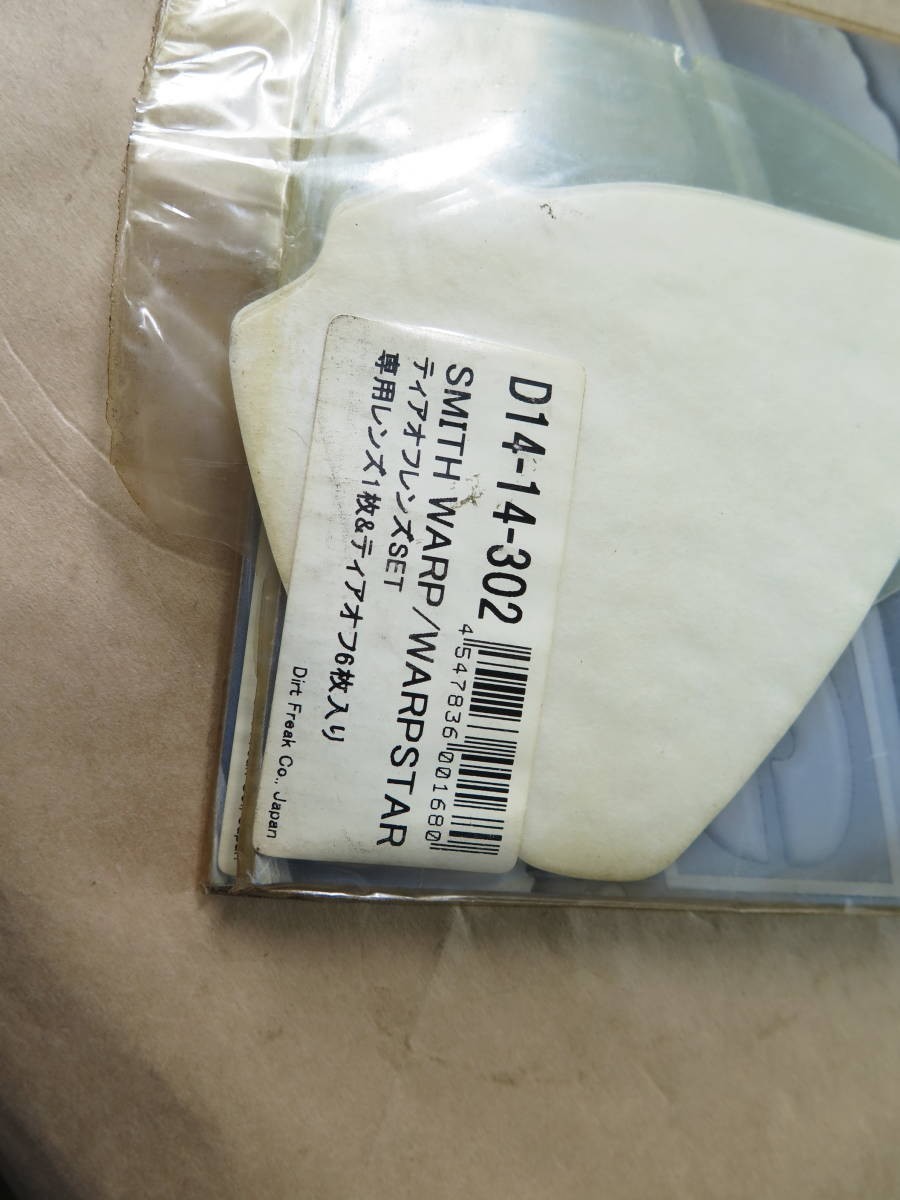 D14-14-302
4547836001680
SMITH WARP/WARPSTAR
ティアオフレンズSET
専用レンズ1枚&ティアオフ6枚入り
Dirt Freak Co., Japan